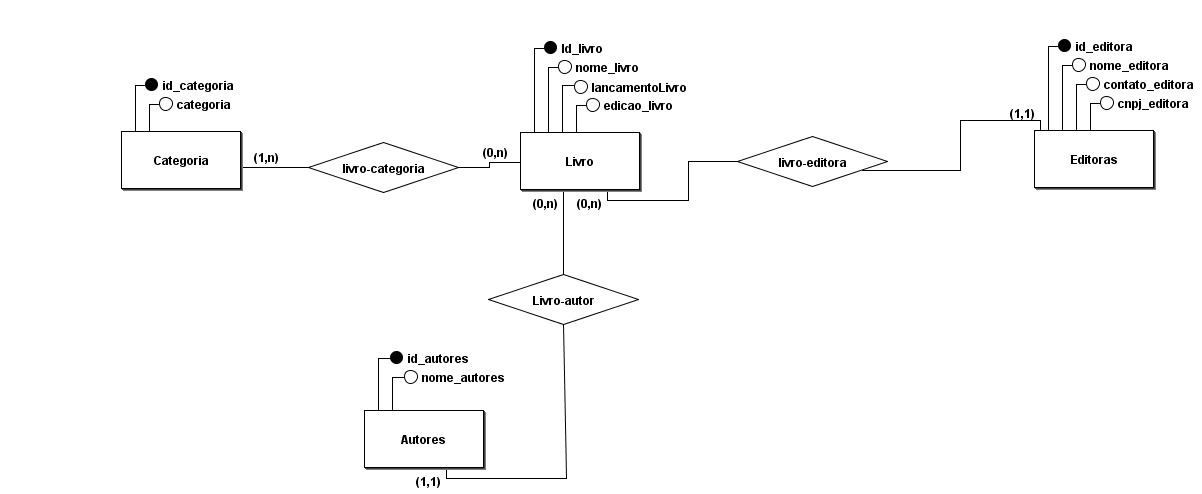 id_categoria
categoria
Categoria
(1,n)
livro-categoria
(0,n)
Id_livro
nome_livro
lancamentoLivro
edicao_livro
Livro
(0,n)
(0,n)
livro-editora
(1,1)
id_editora
nome_editora
contato_editora
cnpj_editora
Editoras
Livro-autor
id_autores
nome_autores
Autores
(1,1)